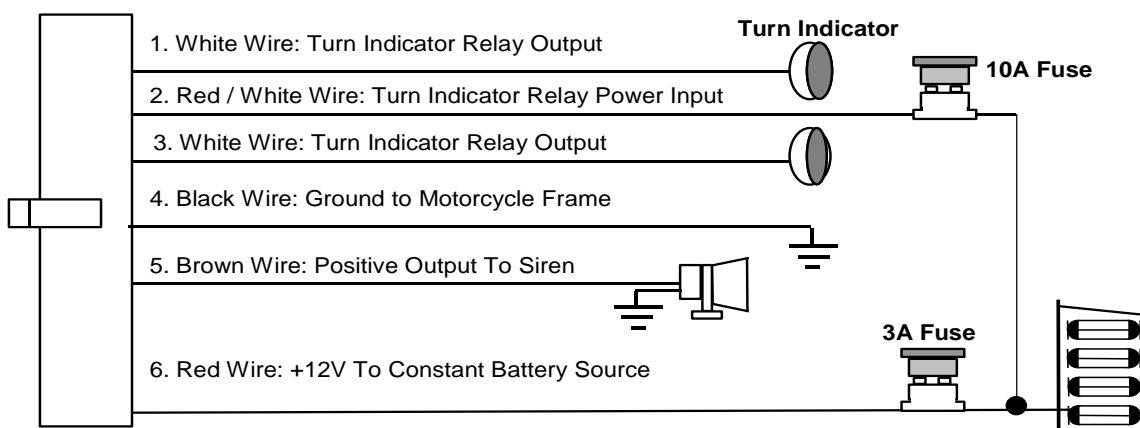 1. White Wire: Turn Indicator Relay Output
Turn Indicator
10A Fuse
2. Red / White Wire: Turn Indicator Relay Power Input
3. White Wire: Turn Indicator Relay Output
4. Black Wire: Ground to Motorcycle Frame
5. Brown Wire: Positive Output To Siren
3A Fuse
6. Red Wire: +12V To Constant Battery Source